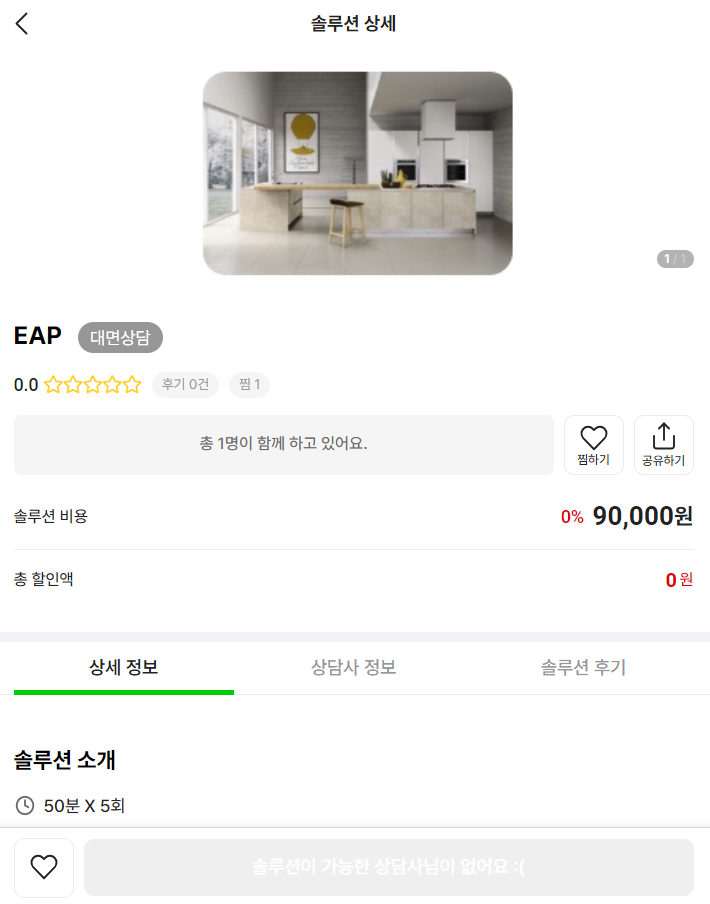 솔루션 상세
1 / 1
EAP 대면상담
0.0 후기 0건 찜 1
총 1명이 함께 하고 있어요.
찜하기
공유하기
솔루션 비용 0% 90,000원
총 할인액 0 원
상세 정보 상담사 정보 솔루션 후기
솔루션 소개
50분 X 5회
솔루션이 가능한 상담사님이 없어요 :(